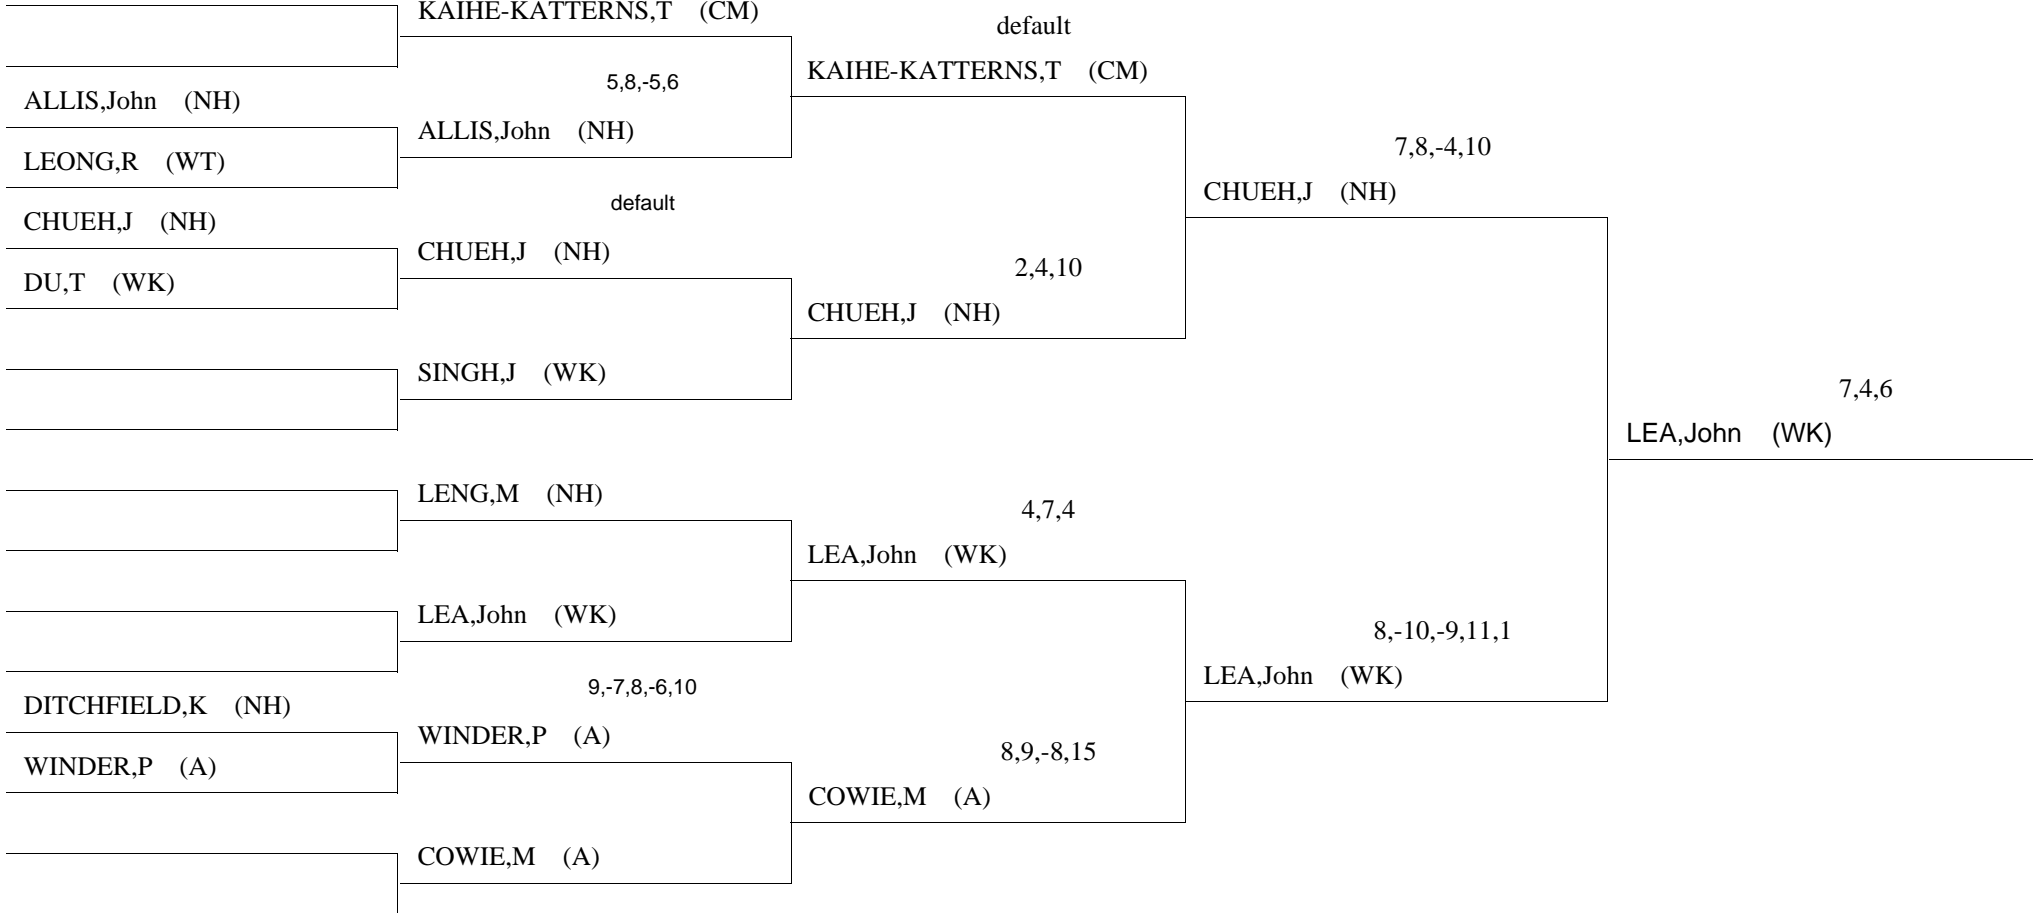 KAIHE-KATTERNS,T (CM)
default
KAIHE-KATTERNS,T (CM)
5,8,-5,6
ALLIS,John (NH)
ALLIS,John (NH)
7,8,-4,10
LEONG,R (WT)
CHUEH,J (NH)
default
CHUEH,J (NH)
CHUEH,J (NH)
2,4,10
DU,T (WK)
CHUEH,J (NH)
SINGH,J (WK)
7,4,6
LEA,John (WK)
LENG,M (NH)
4,7,4
LEA,John (WK)
LEA,John (WK)
8,-10,-9,11,1
LEA,John (WK)
9,-7,8,-6,10
DITCHFIELD,K (NH)
WINDER,P (A)
8,9,-8,15
WINDER,P (A)
COWIE,M (A)
COWIE,M (A)